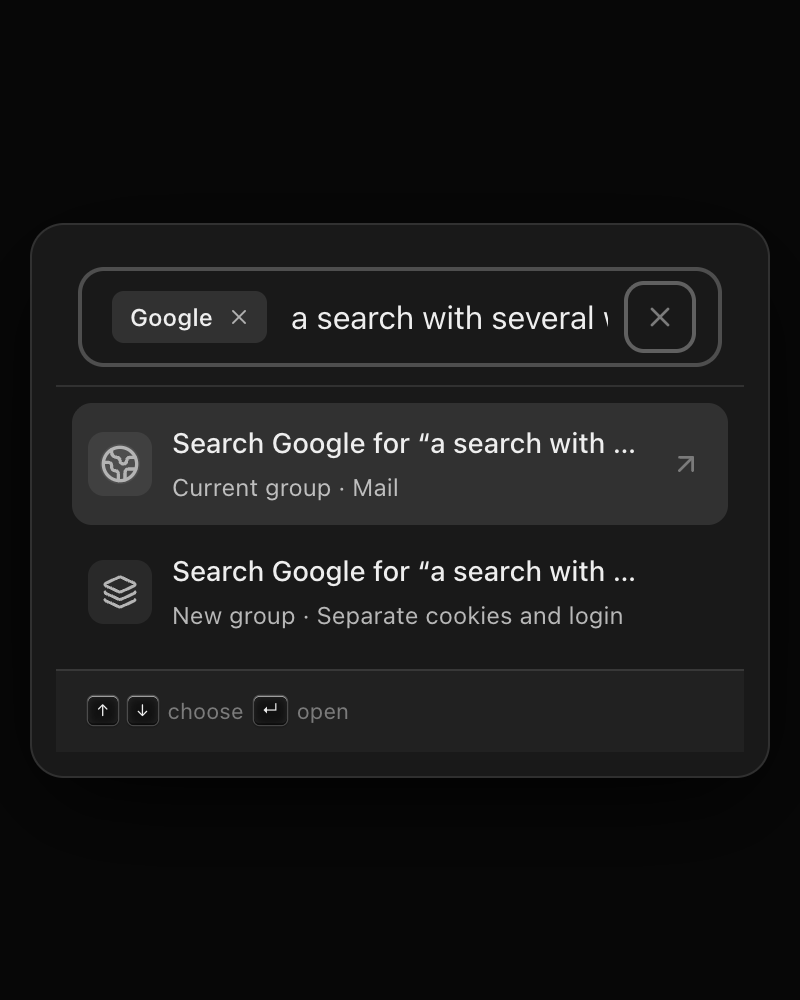 Google a search with several
Search Google for “a search with ...
Current group · Mail
Search Google for “a search with ...
New group · Separate cookies and login
↑ ↓ choose ↵ open